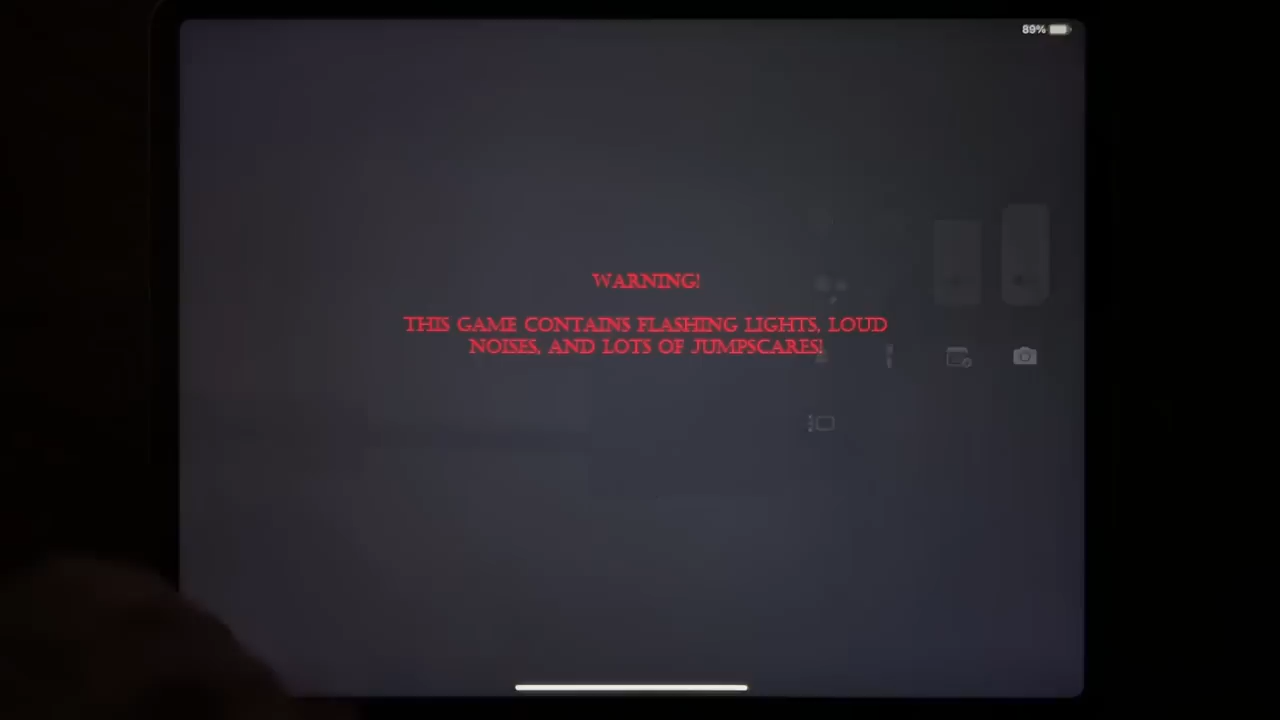 89%
WARNING!
THIS GAME CONTAINS FLASHING LIGHTS, LOUD
NOISES, AND LOTS OF JUMPSCARES!